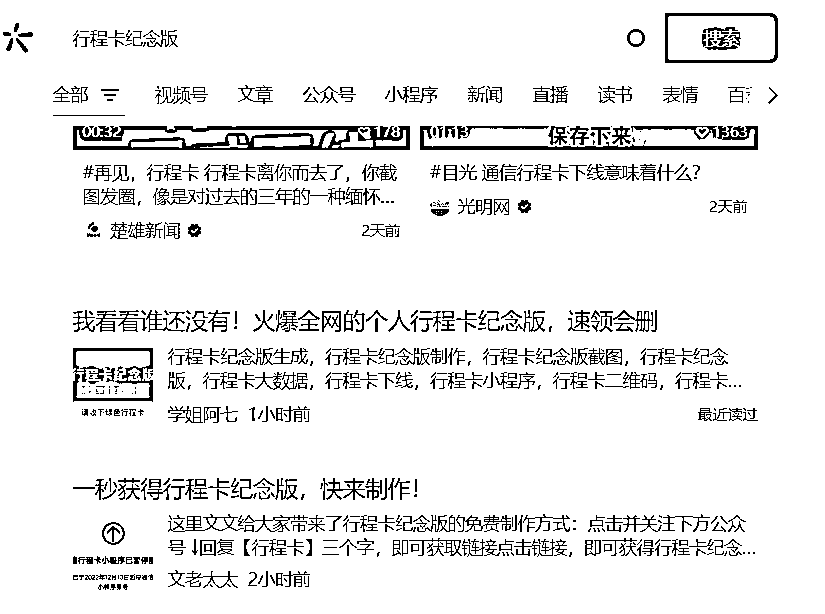 行程卡纪念版
搜索
全部 视频号 文章 公众号 小程序 新闻 直播 读书 表情
00:32 178
01:13 保存下来 1363
#再见，行程卡 行程卡离你而去了，你截
图发圈，像是对过去的三年的一种缅怀...
楚雄新闻 2天前
#目光 通信行程卡下线意味着什么?
光明网 2天前
我看看谁还没有！火爆全网的个人行程卡纪念版，速领会删
行程卡纪念版
请收下绿色行程卡
行程卡纪念版生成，行程卡纪念版制作，行程卡纪念版截图，行程卡纪念
版，行程卡大数据，行程卡下线，行程卡小程序，行程卡二维码，行程卡...
学姐阿七 1小时前 最近读过
一秒获得行程卡纪念版，快来制作！
这里文文给大家带来了行程卡纪念版的免费制作方式：点击并关注下方公众
号↓回复【行程卡】三个字，即可获取链接点击链接，即可获得行程卡纪念...
文老太太 2小时前